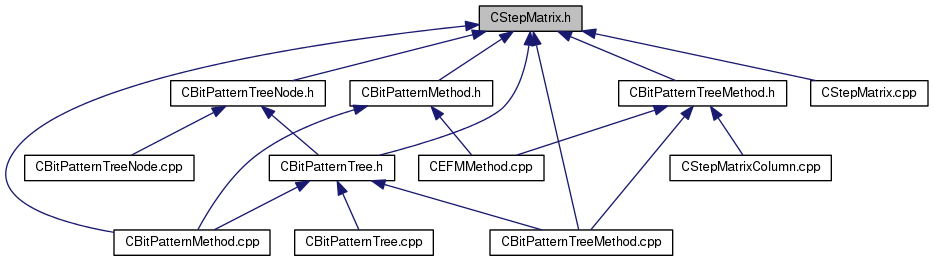 CStepMatrix.h
CBitPatternTreeNode.h
CBitPatternMethod.h
CBitPatternTreeMethod.h
CStepMatrix.cpp
CBitPatternTreeNode.cpp
CBitPatternTree.h
CEFMMethod.cpp
CStepMatrixColumn.cpp
CBitPatternMethod.cpp
CBitPatternTree.cpp
CBitPatternTreeMethod.cpp